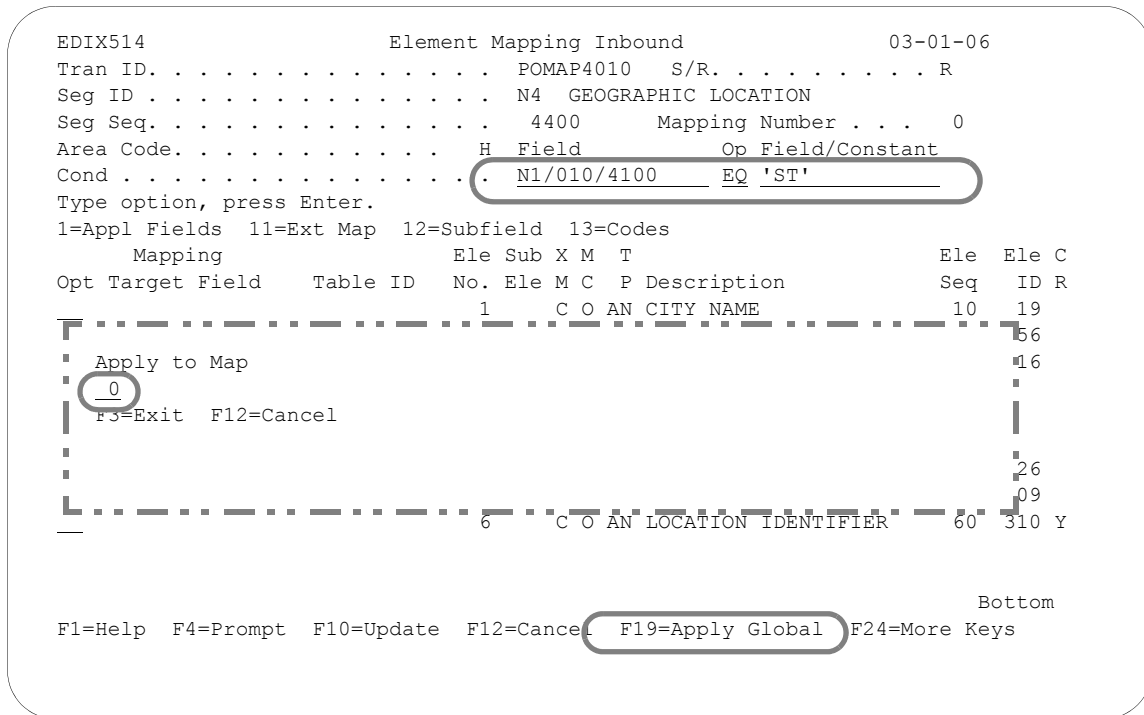 EDIX514 Element Mapping Inbound 03-01-06
Tran ID. . . . . . . . . . . . . . POMAP4010 S/R. . . . . . . . . R
Seg ID . . . . . . . . . . . . . . N4 GEOGRAPHIC LOCATION
Seg Seq. . . . . . . . . . . . . . 4400 Mapping Number . . . 0
Area Code. . . . . . . . . . . H Field Op Field/Constant
Cond . . . . . . . . . . . . . . . N1/010/4100 EQ 'ST'
Type option, press Enter.
1=Appl Fields 11=Ext Map 12=Subfield 13=Codes
Mapping Ele Sub X M T Ele Ele C
Opt Target Field Table ID No. Ele M C P Description Seq ID R
1 C O AN CITY NAME 10 19
56
Apply to Map 16
0
F3=Exit F12=Cancel
26
09
6 C O AN LOCATION IDENTIFIER 60 310 Y
Bottom
F1=Help F4=Prompt F10=Update F12=Cancel F19=Apply Global F24=More Keys